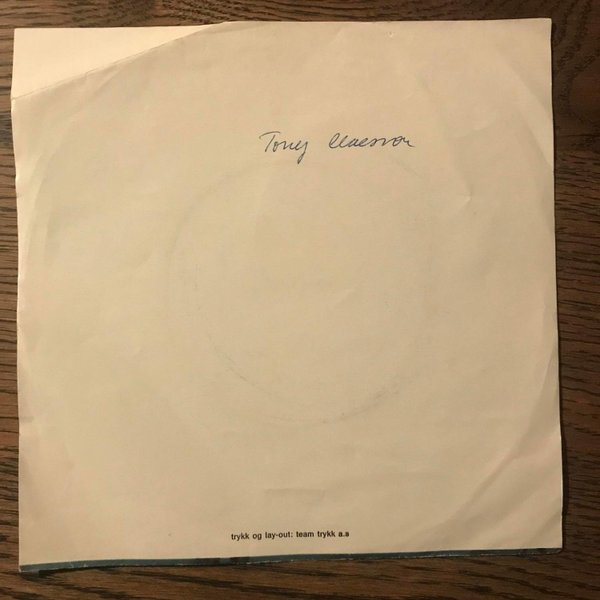 Tony Claesson
trykk og lay-out: team trykk a.s